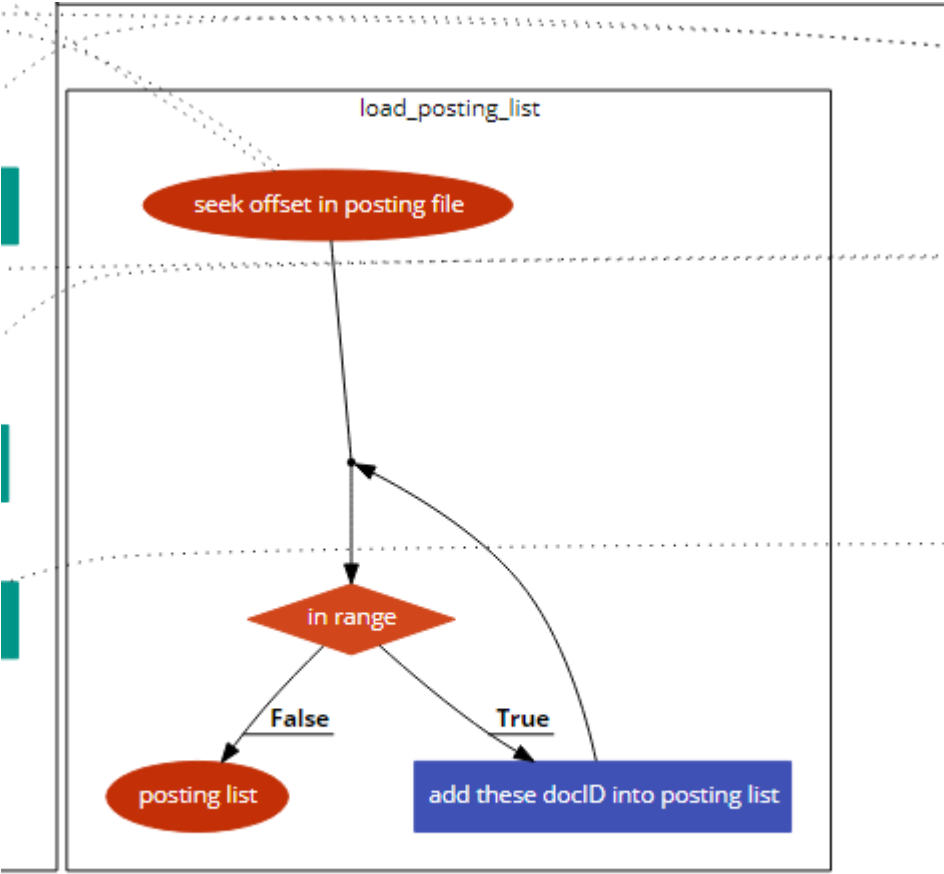 load_posting_list
seek offset in posting file
in range
False
True
posting list
add these docID into posting list